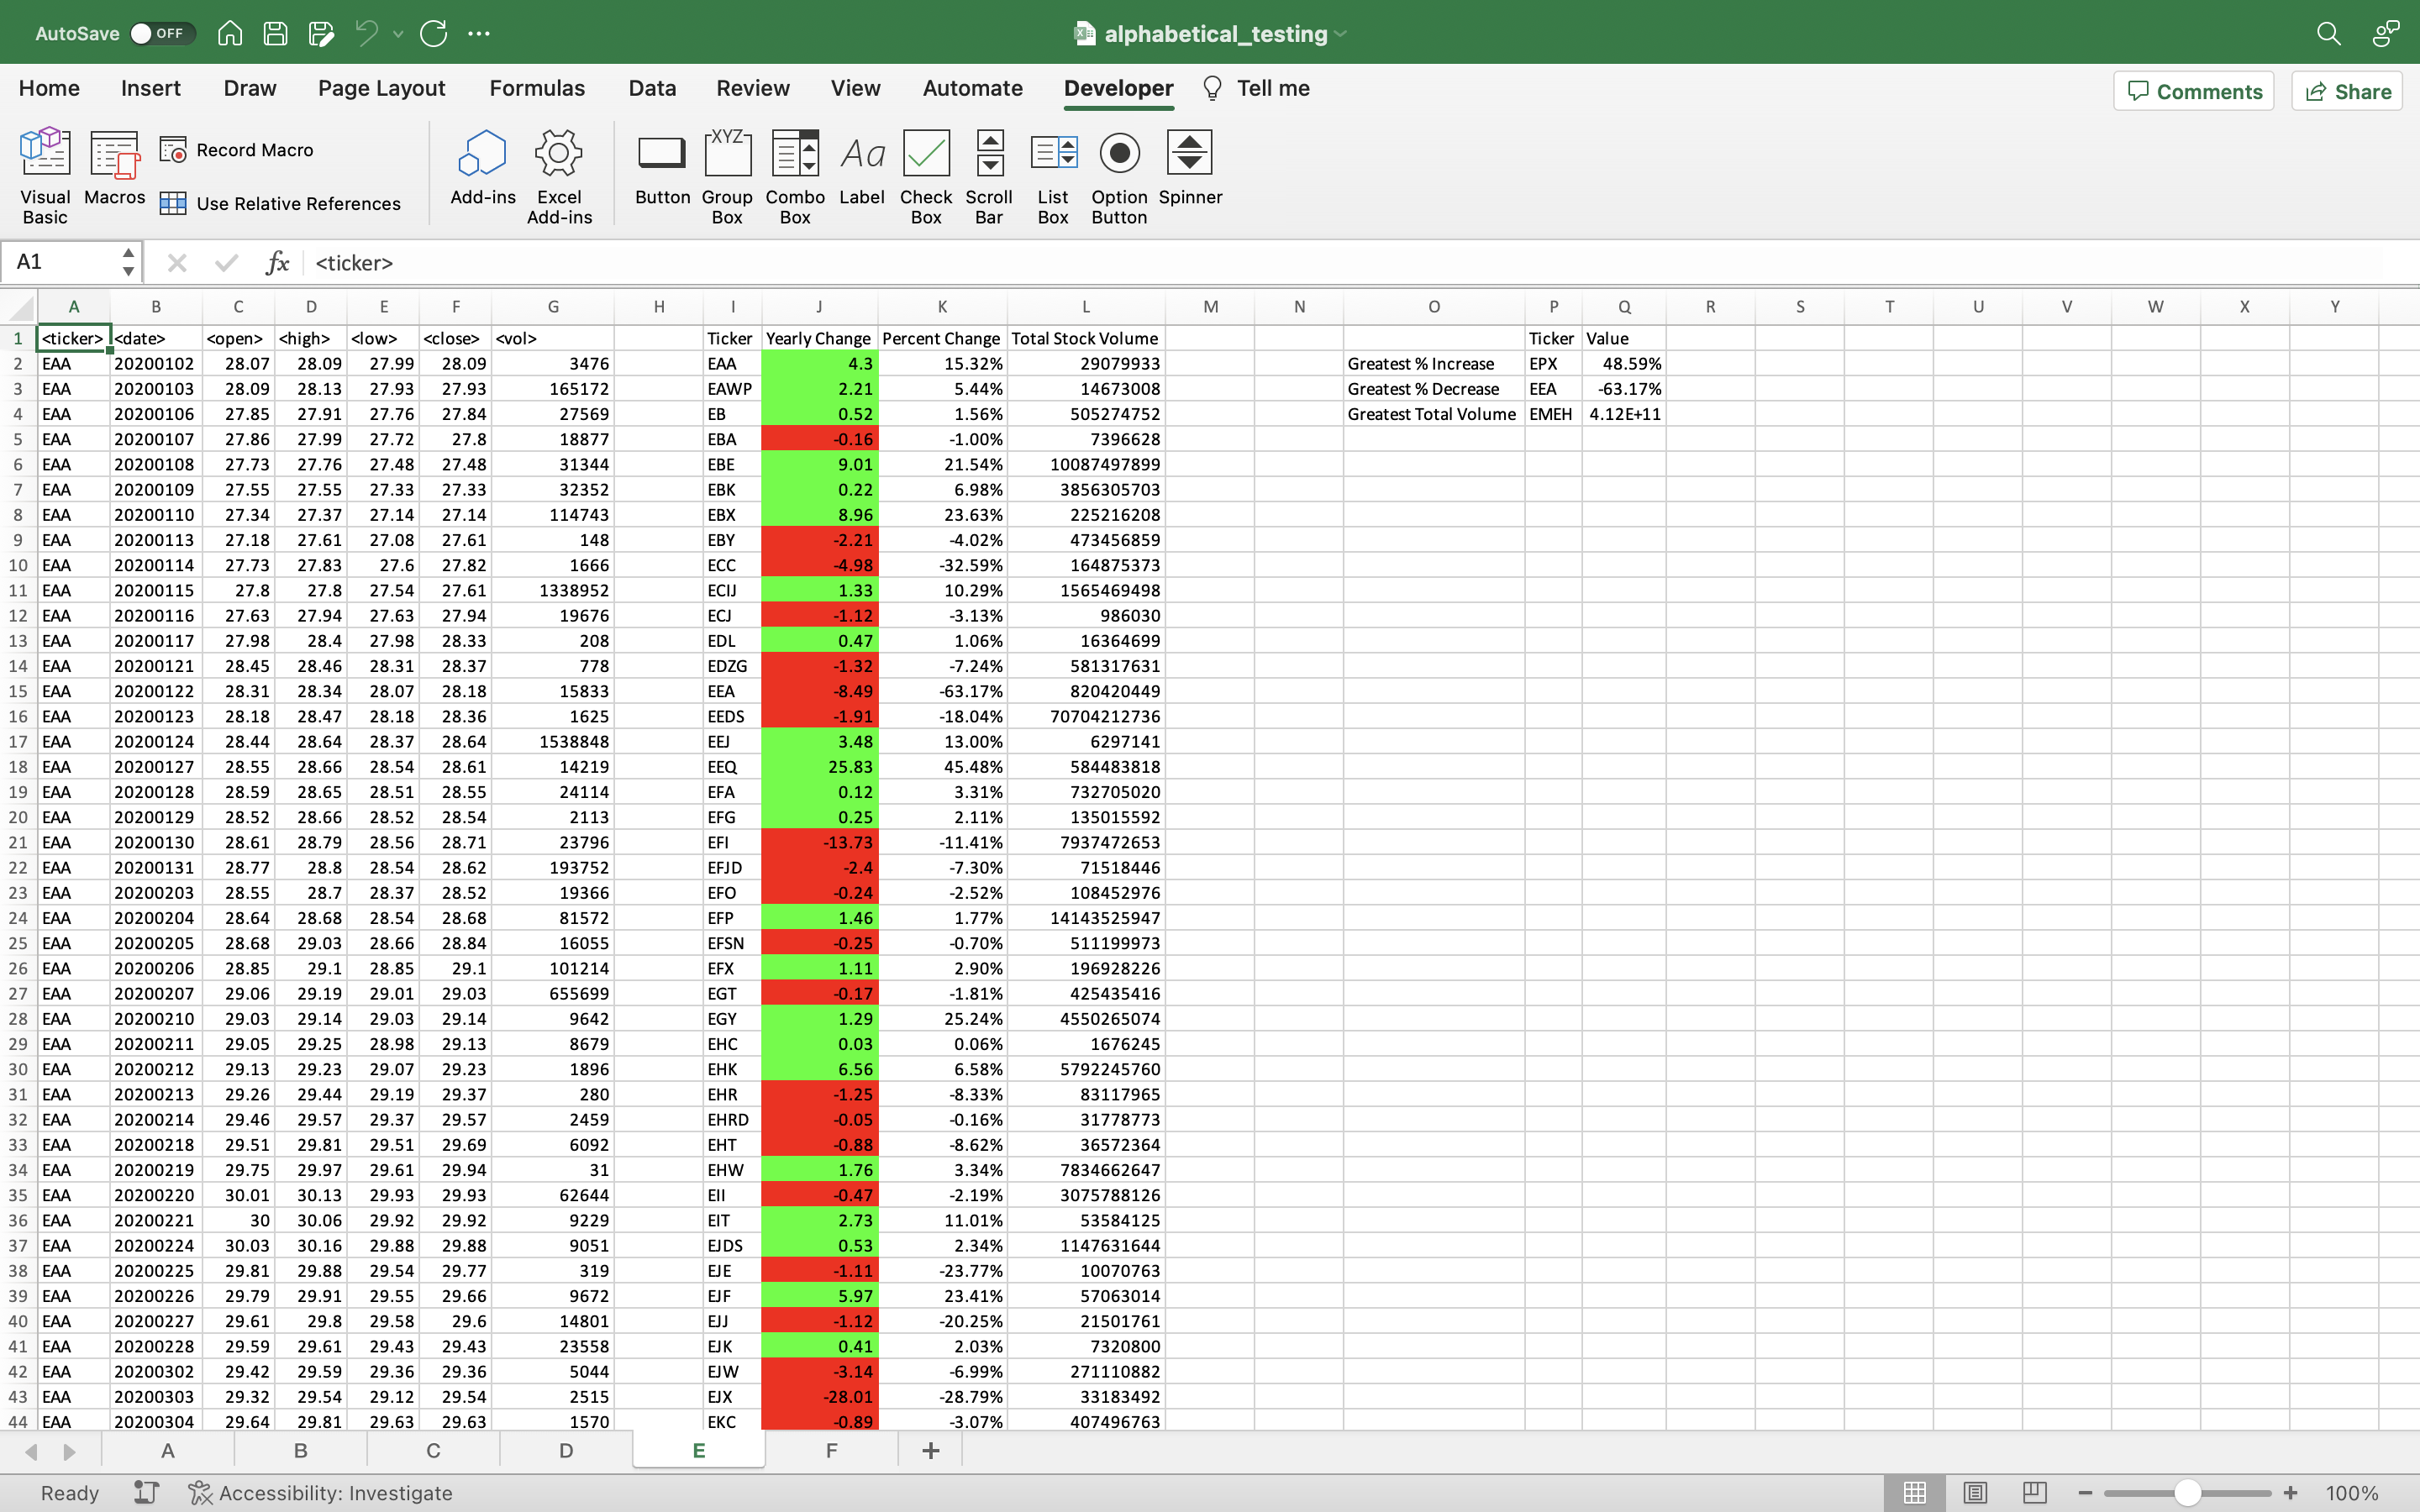 AutoSave OFF alphabetical_testing
Home Insert Draw Page Layout Formulas Data Review View Automate Developer Tell me Comments Share
Visual Basic Macros Record Macro Use Relative References Add-ins Excel Add-ins Button XYZ Group Box Combo Box Aa Label Check Box Scroll Bar List Box Option Button Spinner
A1 fx <ticker>
A B C D E F G H I J K L M N O P Q R S T U V W X Y
1 <ticker> <date> <open> <high> <low> <close> <vol> Ticker Yearly Change Percent Change Total Stock Volume Ticker Value
2 EAA 20200102 28.07 28.09 27.99 28.09 3476 EAA 4.3 15.32% 29079933 Greatest % Increase EPX 48.59%
3 EAA 20200103 28.09 28.13 27.93 27.93 165172 EAWP 2.21 5.44% 14673008 Greatest % Decrease EEA -63.17%
4 EAA 20200106 27.85 27.91 27.76 27.84 27569 EB 0.52 1.56% 505274752 Greatest Total Volume EMEH 4.12E+11
5 EAA 20200107 27.86 27.99 27.72 27.8 18877 EBA -0.16 -1.00% 7396628
6 EAA 20200108 27.73 27.76 27.48 27.48 31344 EBE 9.01 21.54% 10087497899
7 EAA 20200109 27.55 27.55 27.33 27.33 32352 EBK 0.22 6.98% 3856305703
8 EAA 20200110 27.34 27.37 27.14 27.14 114743 EBX 8.96 23.63% 225216208
9 EAA 20200113 27.18 27.61 27.08 27.61 148 EBY -2.21 -4.02% 473456859
10 EAA 20200114 27.73 27.83 27.6 27.82 1666 ECC -4.98 -32.59% 164875373
11 EAA 20200115 27.8 27.8 27.54 27.61 1338952 ECIJ 1.33 10.29% 1565469498
12 EAA 20200116 27.63 27.94 27.63 27.94 19676 ECJ -1.12 -3.13% 986030
13 EAA 20200117 27.98 28.4 27.98 28.33 208 EDL 0.47 1.06% 16364699
14 EAA 20200121 28.45 28.46 28.31 28.37 778 EDZG -1.32 -7.24% 581317631
15 EAA 20200122 28.31 28.34 28.07 28.18 15833 EEA -8.49 -63.17% 820420449
16 EAA 20200123 28.18 28.47 28.18 28.36 1625 EEDS -1.91 -18.04% 70704212736
17 EAA 20200124 28.44 28.64 28.37 28.64 1538848 EEJ 3.48 13.00% 6297141
18 EAA 20200127 28.55 28.66 28.54 28.61 14219 EEQ 25.83 45.48% 584483818
19 EAA 20200128 28.59 28.65 28.51 28.55 24114 EFA 0.12 3.31% 732705020
20 EAA 20200129 28.52 28.66 28.52 28.54 2113 EFG 0.25 2.11% 135015592
21 EAA 20200130 28.61 28.79 28.56 28.71 23796 EFI -13.73 -11.41% 7937472653
22 EAA 20200131 28.77 28.8 28.54 28.62 193752 EFJD -2.4 -7.30% 71518446
23 EAA 20200203 28.55 28.7 28.37 28.52 19366 EFO -0.24 -2.52% 108452976
24 EAA 20200204 28.64 28.68 28.54 28.68 81572 EFP 1.46 1.77% 14143525947
25 EAA 20200205 28.68 29.03 28.66 28.84 16055 EFSN -0.25 -0.70% 511199973
26 EAA 20200206 28.85 29.1 28.85 29.1 101214 EFX 1.11 2.90% 196928226
27 EAA 20200207 29.06 29.19 29.01 29.03 655699 EGT -0.17 -1.81% 425435416
28 EAA 20200210 29.03 29.14 29.03 29.14 9642 EGY 1.29 25.24% 4550265074
29 EAA 20200211 29.05 29.25 28.98 29.13 8679 EHC 0.03 0.06% 1676245
30 EAA 20200212 29.13 29.23 29.07 29.23 1896 EHK 6.56 6.58% 5792245760
31 EAA 20200213 29.26 29.44 29.19 29.37 280 EHR -1.25 -8.33% 83117965
32 EAA 20200214 29.46 29.57 29.37 29.57 2459 EHRD -0.05 -0.16% 31778773
33 EAA 20200218 29.51 29.81 29.51 29.69 6092 EHT -0.88 -8.62% 36572364
34 EAA 20200219 29.75 29.97 29.61 29.94 31 EHW 1.76 3.34% 7834662647
35 EAA 20200220 30.01 30.13 29.93 29.93 62644 EII -0.47 -2.19% 3075788126
36 EAA 20200221 30 30.06 29.92 29.92 9229 EIT 2.73 11.01% 53584125
37 EAA 20200224 30.03 30.16 29.88 29.88 9051 EJDS 0.53 2.34% 1147631644
38 EAA 20200225 29.81 29.88 29.54 29.77 319 EJE -1.11 -23.77% 10070763
39 EAA 20200226 29.79 29.91 29.55 29.66 9672 EJF 5.97 23.41% 57063014
40 EAA 20200227 29.61 29.8 29.58 29.6 14801 EJJ -1.12 -20.25% 21501761
41 EAA 20200228 29.59 29.61 29.43 29.43 23558 EJK 0.41 2.03% 7320800
42 EAA 20200302 29.42 29.59 29.36 29.36 5044 EJW -3.14 -6.99% 271110882
43 EAA 20200303 29.32 29.54 29.12 29.54 2515 EJX -28.01 -28.79% 33183492
44 EAA 20200304 29.64 29.81 29.63 29.63 1570 EKC -0.89 -3.07% 407496763
A B C D E F
Ready Accessibility: Investigate 100%